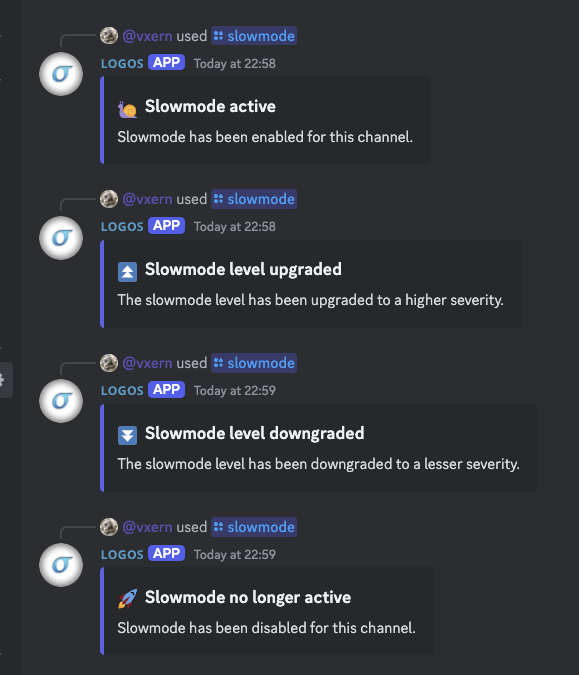 @vxern used slowmode
LOGOS APP Today at 22:58
🐌 Slowmode active
Slowmode has been enabled for this channel.
@vxern used slowmode
LOGOS APP Today at 22:58
⏫ Slowmode level upgraded
The slowmode level has been upgraded to a higher severity.
@vxern used slowmode
LOGOS APP Today at 22:59
⏬ Slowmode level downgraded
The slowmode level has been downgraded to a lesser severity.
@vxern used slowmode
LOGOS APP Today at 22:59
🚀 Slowmode no longer active
Slowmode has been disabled for this channel.